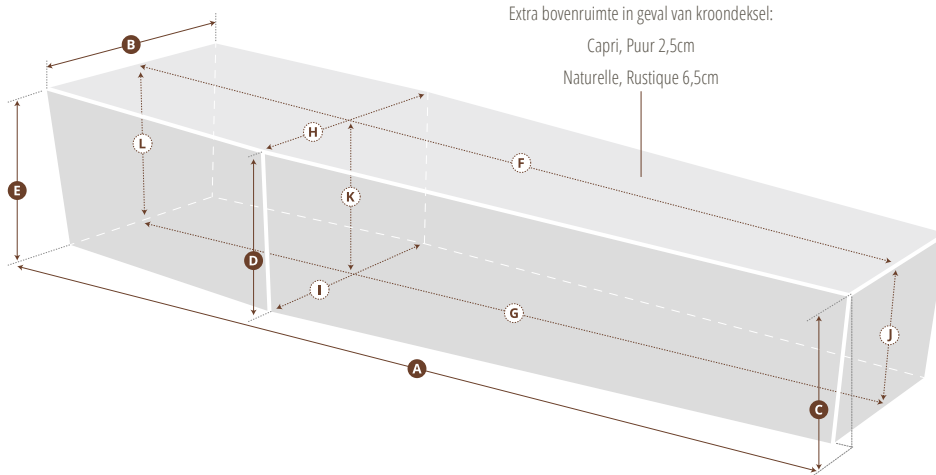 Extra bovenruimte in geval van kroondeksel:
Capri, Puur 2,5cm
Naturelle, Rustique 6,5cm
B
H
L
F
E
K
D
I
G
J
A
C